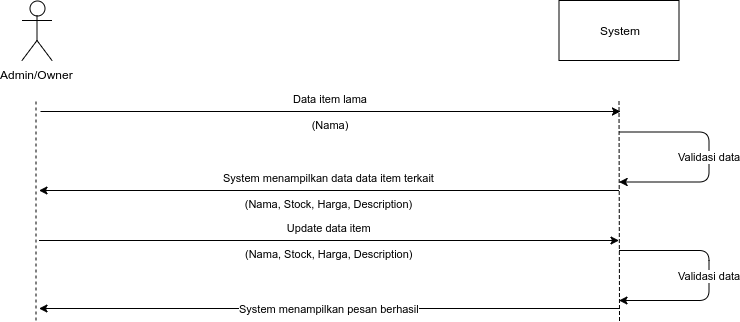 System
Admin/Owner
Data item lama
(Nama)
Validasi data
System menampilkan data data item terkait
(Nama, Stock, Harga, Description)
Update data item
(Nama, Stock, Harga, Description)
Validasi data
System menampilkan pesan berhasil